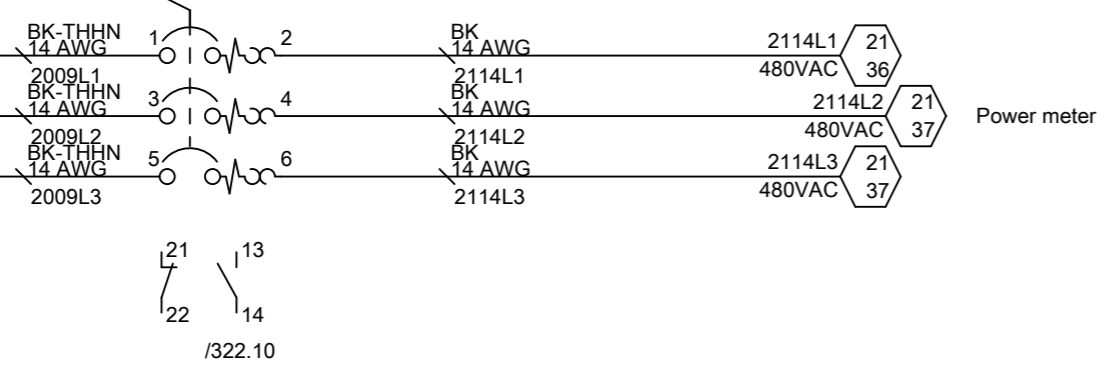 BK-THHN
14 AWG
2009L1
1
2
BK
14 AWG
2114L1
2114L1
480VAC
21
36
BK-THHN
14 AWG
2009L2
3
4
BK
14 AWG
2114L2
2114L2
480VAC
21
37
Power meter
BK-THHN
14 AWG
2009L3
5
6
BK
14 AWG
2114L3
2114L3
480VAC
21
37
21
13
22
14
/322.10